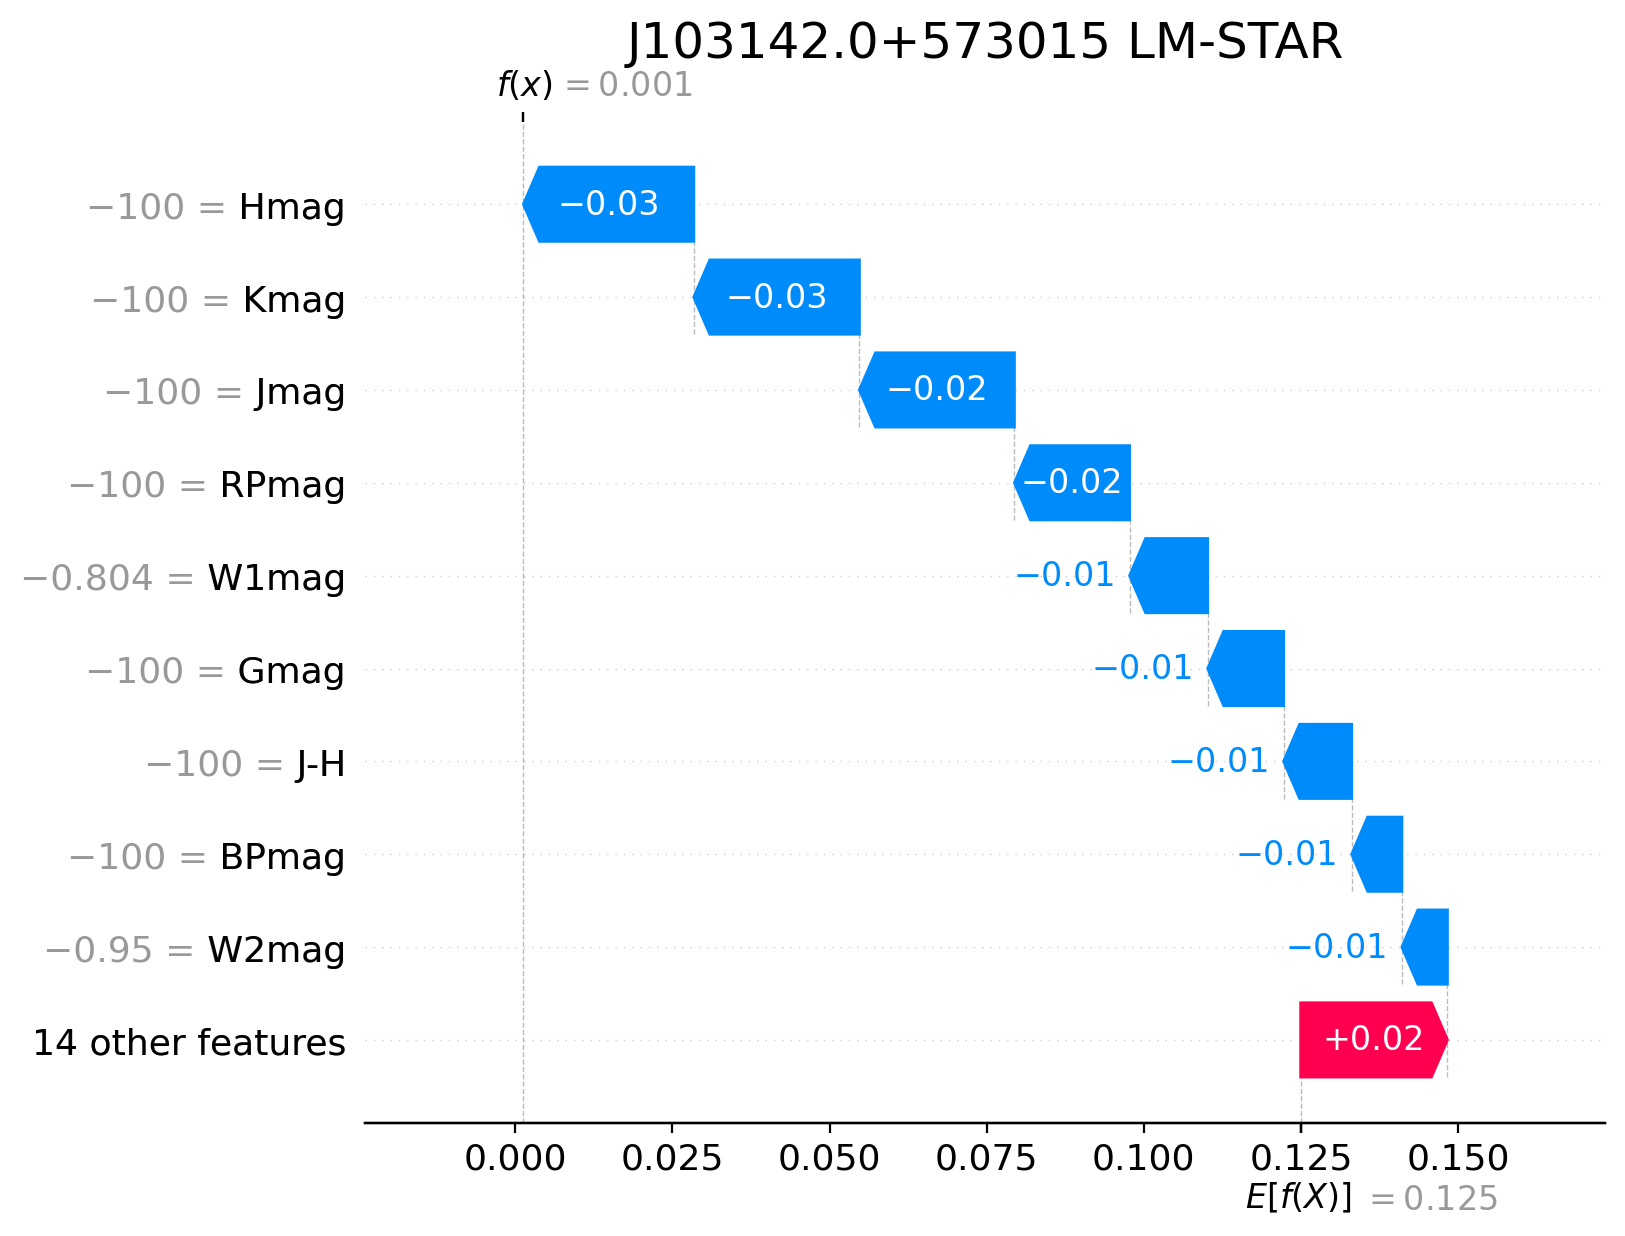 J103142.0+573015 LM-STAR
f(x) = 0.001
−100 = Hmag −0.03
−100 = Kmag −0.03
−100 = Jmag −0.02
−100 = RPmag −0.02
−0.804 = W1mag −0.01
−100 = Gmag −0.01
−100 = J-H −0.01
−100 = BPmag −0.01
−0.95 = W2mag −0.01
14 other features +0.02
0.000 0.025 0.050 0.075 0.100 0.125 0.150
E[f(X)] = 0.125